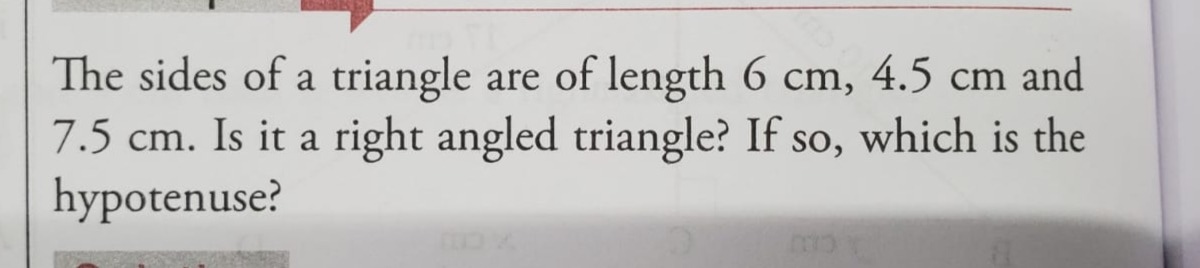 The sides of a triangle are of length 6 cm, 4.5 cm and
7.5 cm. Is it a right angled triangle? If so, which is the
hypotenuse?